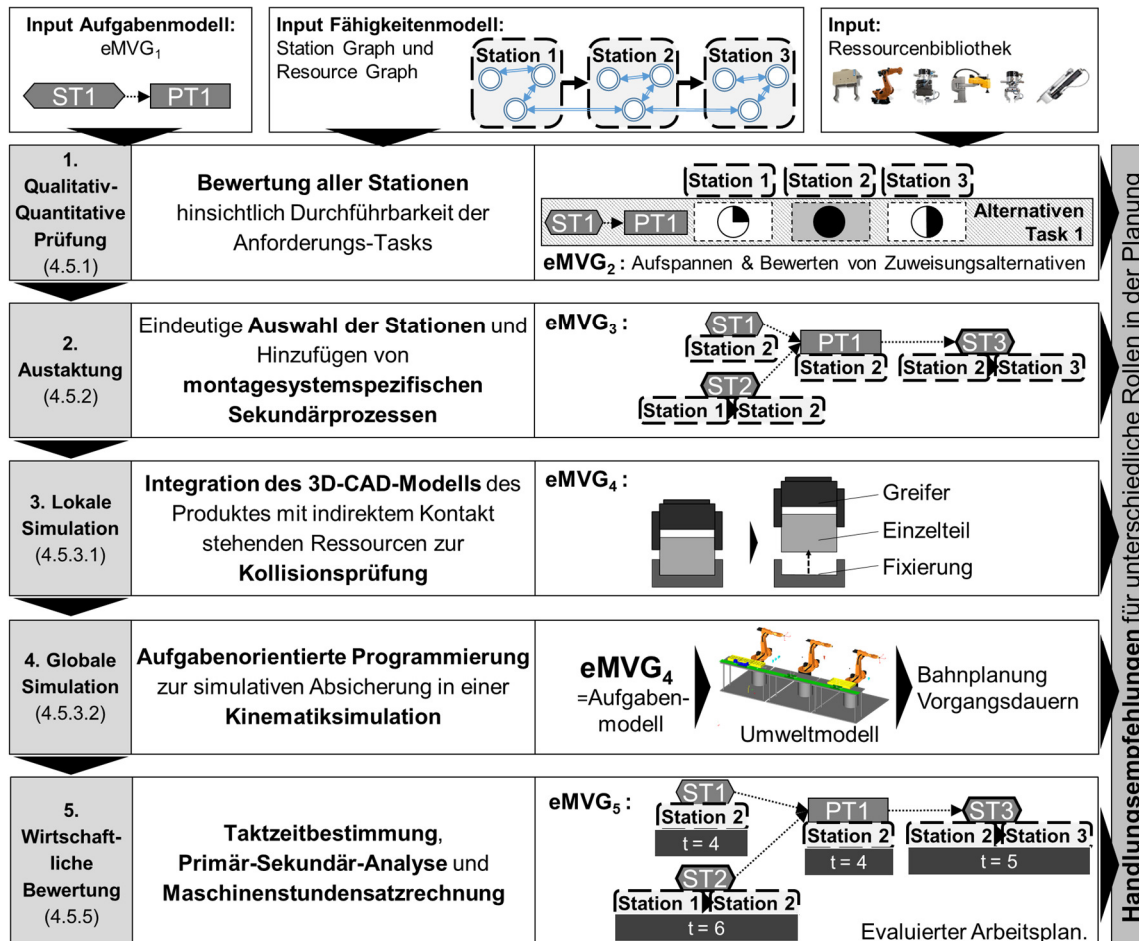 Input Aufgabenmodell:
eMVG₁
ST1
PT1
Input Fähigkeitenmodell:
Station Graph und
Resource Graph
Station 1
Station 2
Station 3
Input:
Ressourcenbibliothek
1.
Qualitativ-
Quantitative
Prüfung
(4.5.1)
Bewertung aller Stationen
hinsichtlich Durchführbarkeit der
Anforderungs-Tasks
Station 1
Station 2
Station 3
ST1
PT1
Alternativen
Task 1
eMVG₂ : Aufspannen & Bewerten von Zuweisungsalternativen
2.
Austaktung
(4.5.2)
Eindeutige Auswahl der Stationen und
Hinzufügen von
montagesystemspezifischen
Sekundärprozessen
eMVG₃ :
ST1
Station 2
PT1
Station 2
ST3
Station 2
Station 3
ST2
Station 1
Station 2
3. Lokale
Simulation
(4.5.3.1)
Integration des 3D-CAD-Modells des
Produktes mit indirektem Kontakt
stehenden Ressourcen zur
Kollisionsprüfung
eMVG₄ :
Greifer
Einzelteil
Fixierung
4. Globale
Simulation
(4.5.3.2)
Aufgabenorientierte Programmierung
zur simulativen Absicherung in einer
Kinematiksimulation
eMVG₄
=Aufgaben-
modell
Umweltmodell
Bahnplanung
Vorgangsdauern
5.
Wirtschaft-
liche
Bewertung
(4.5.5)
Taktzeitbestimmung,
Primär-Sekundär-Analyse und
Maschinenstundensatzrechnung
eMVG₅ :
ST1
Station 2
t = 4
PT1
Station 2
t = 4
ST3
Station 2
Station 3
t = 5
ST2
Station 1
Station 2
t = 6
Evaluierter Arbeitsplan.
Handlungsempfehlungen für unterschiedliche Rollen in der Planung